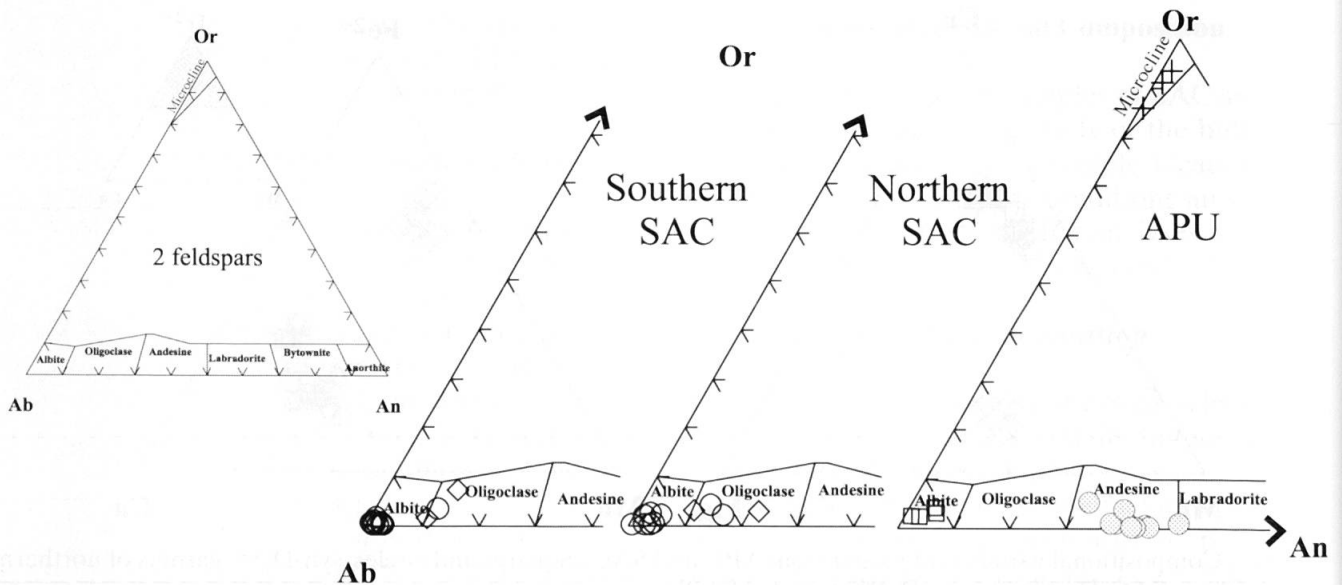 Or
Microcline
2 feldspars
Albite Oligoclase Andesine Labradorite Bytownite Anorthite
Ab An
Or
Southern
SAC
Albite Oligoclase Andesine
Ab
Northern
SAC
Albite Oligoclase Andesine
Or
Microcline
APU
Albite Oligoclase Andesine Labradorite
An